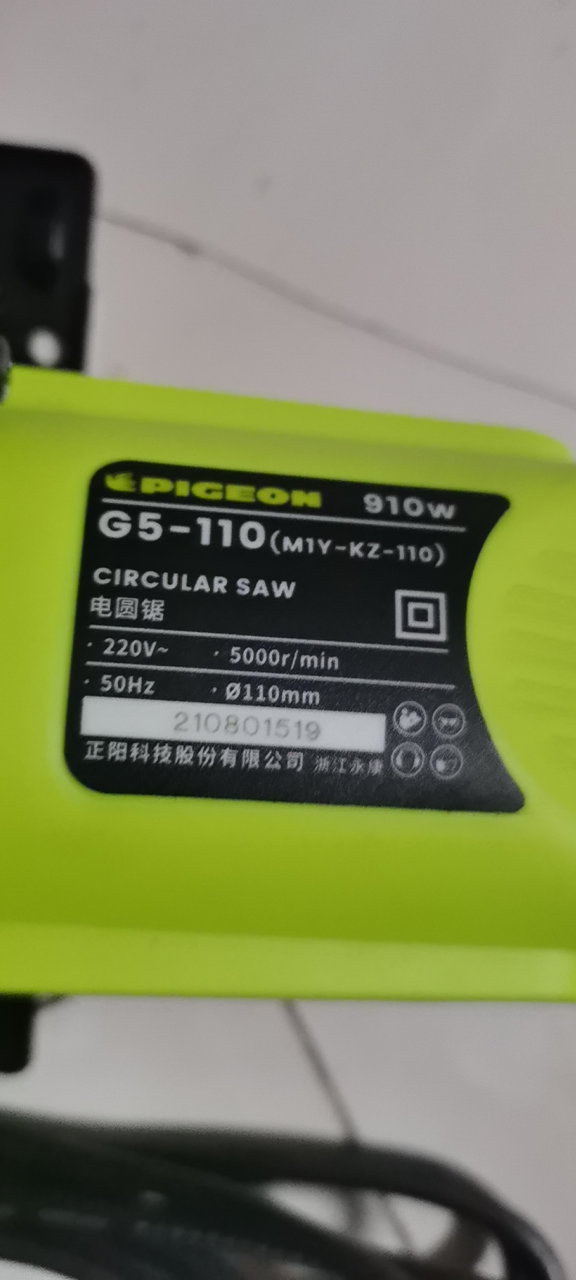 PIGEON 910W
G5-110(M1Y-KZ-110)
CIRCULAR SAW
电圆锯
· 220V~ · 5000r/min
· 50Hz · Ø110mm
210801519
正阳科技股份有限公司 浙江永康